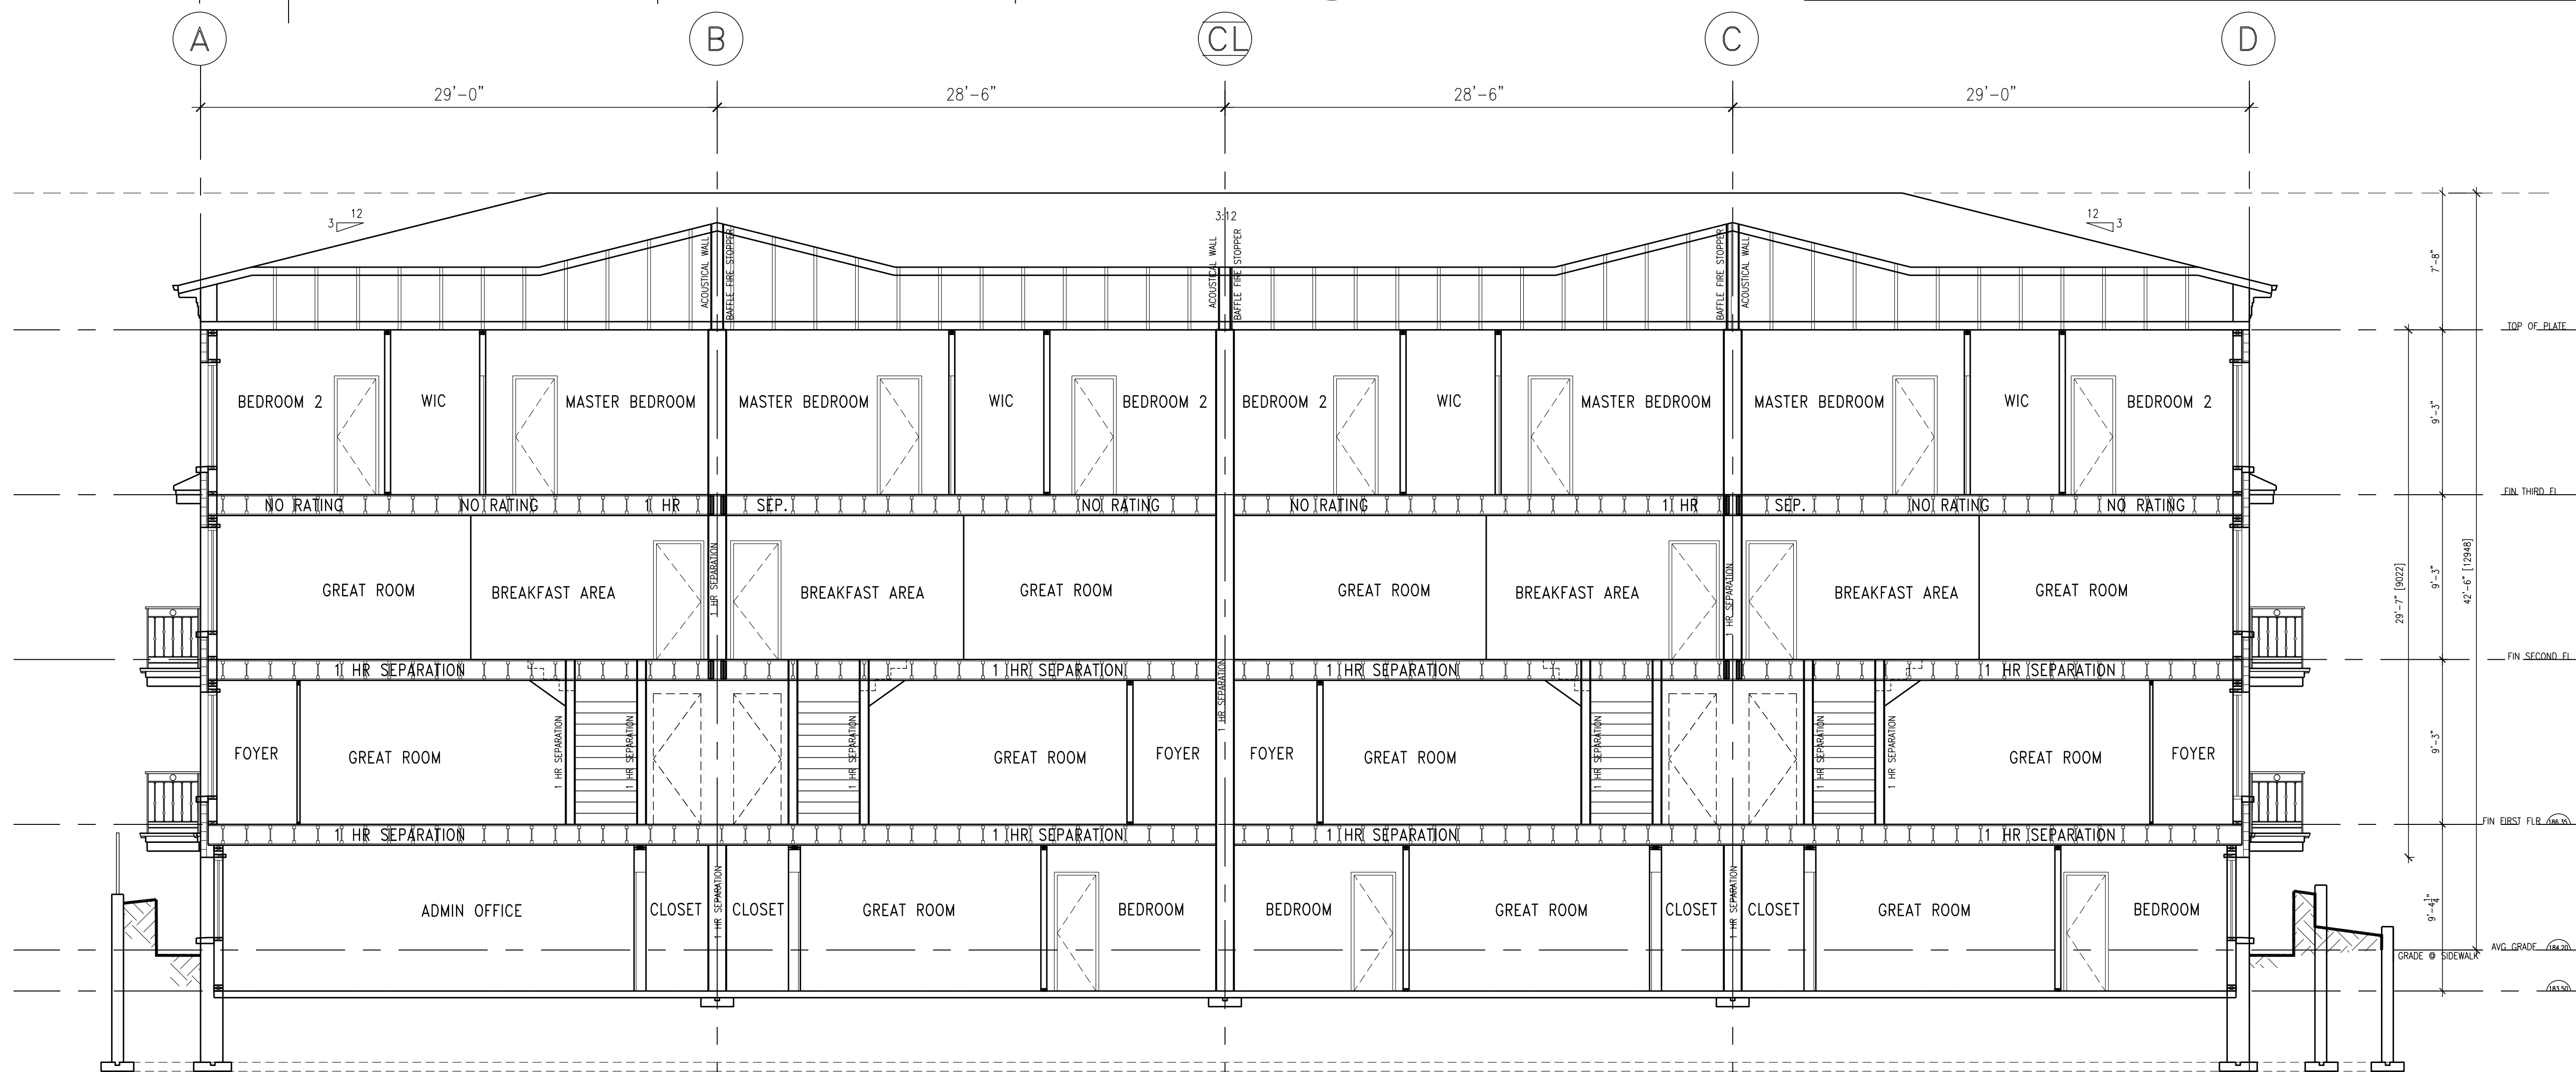 A B CL C D
29'-0" 28'-6" 28'-6" 29'-0"
12
3
3:12
12
3
ACOUSTICAL WALL
BAFFLE FIRE STOPPER
ACOUSTICAL WALL
BAFFLE FIRE STOPPER
BAFFLE FIRE STOPPER
ACOUSTICAL WALL
7'-8"
TOP OF PLATE
BEDROOM 2 WIC MASTER BEDROOM MASTER BEDROOM WIC BEDROOM 2 BEDROOM 2 WIC MASTER BEDROOM MASTER BEDROOM WIC BEDROOM 2
9'-3"
FIN THIRD FL
NO RATING NO RATING 1 HR SEP. NO RATING NO RATING 1 HR SEP. NO RATING NO RATING
1 HR SEPARATION
1 HR SEPARATION
GREAT ROOM BREAKFAST AREA BREAKFAST AREA GREAT ROOM GREAT ROOM BREAKFAST AREA BREAKFAST AREA GREAT ROOM
29'-7" [9022]
9'-3"
42'-6" [12948]
FIN SECOND FL
1 HR SEPARATION 1 HR SEPARATION 1 HR SEPARATION 1 HR SEPARATION
1 HR SEPARATION
FOYER GREAT ROOM GREAT ROOM FOYER FOYER GREAT ROOM GREAT ROOM FOYER
1 HR SEPARATION
1 HR SEPARATION
1 HR SEPARATION
1 HR SEPARATION
1 HR SEPARATION
1 HR SEPARATION
9'-3"
FIN FIRST FLR 186.35
1 HR SEPARATION 1 HR SEPARATION 1 HR SEPARATION 1 HR SEPARATION
1 HR SEPARATION
1 HR SEPARATION
ADMIN OFFICE CLOSET CLOSET GREAT ROOM BEDROOM BEDROOM GREAT ROOM CLOSET CLOSET GREAT ROOM BEDROOM
9'-4¼"
AVG GRADE 184.20
GRADE @ SIDEWALK
183.50